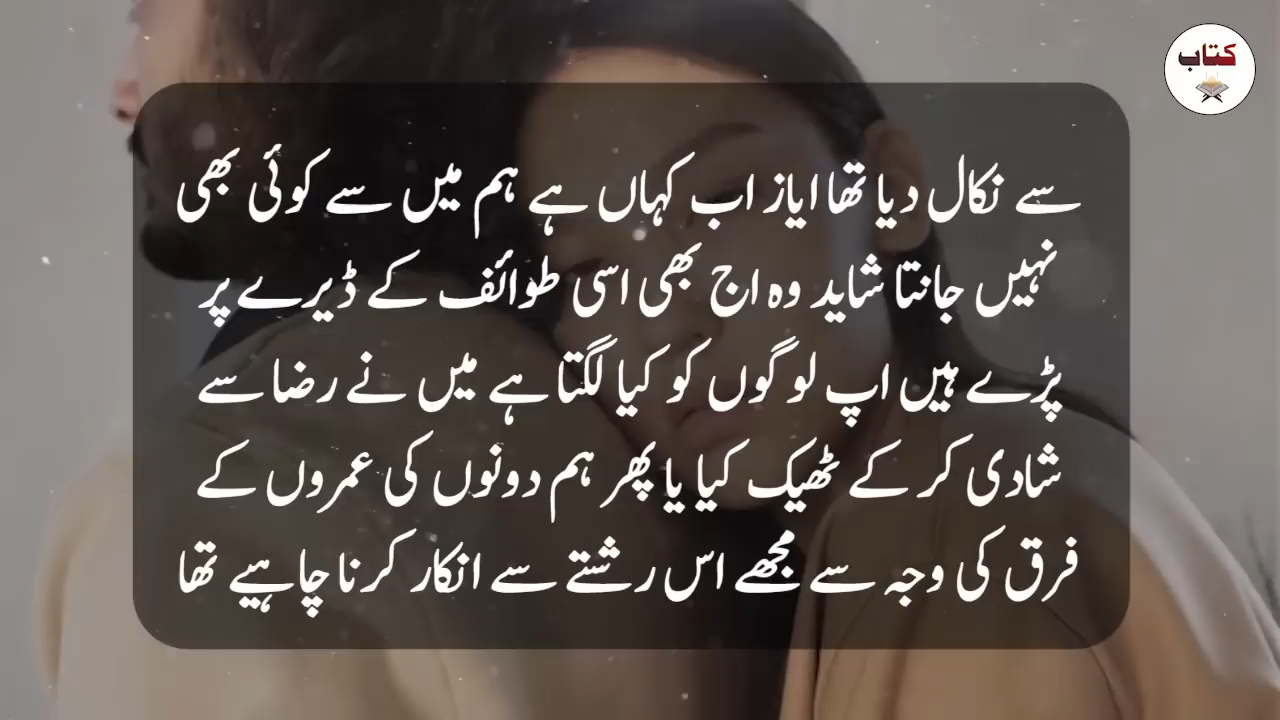 کتاب
سے نکال دیا تھا ایاز اب کہاں ہے ہم میں سے کوئی بھی
نہیں جانتا شاید وہ اج بھی اسی طوائف کے ڈیرے پر
پڑے ہیں اپ لوگوں کو کیا لگتا ہے میں نے رضا سے
شادی کر کے ٹھیک کیا یا پھر ہم دونوں کی عمروں کے
فرق کی وجہ سے مجھے اس رشتے سے انکار کرنا چاہیے تھا